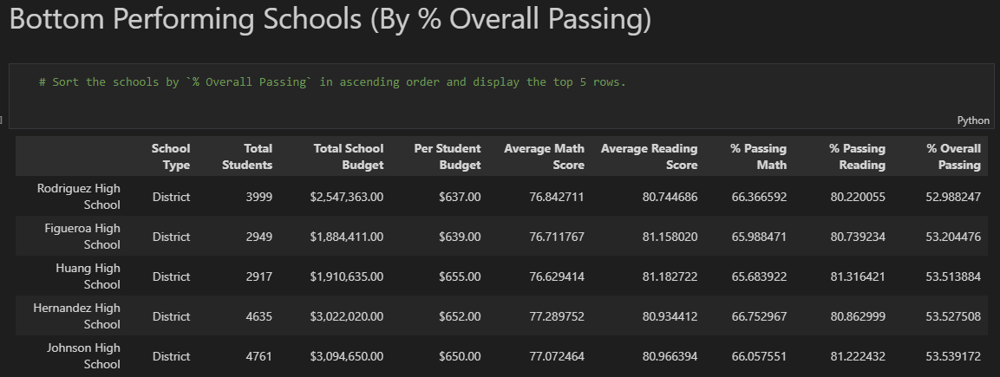 Bottom Performing Schools (By % Overall Passing)
# Sort the schools by `% Overall Passing` in ascending order and display the top 5 rows.
]
Python
School Type Total Students Total School Budget Per Student Budget Average Math Score Average Reading Score % Passing Math % Passing Reading % Overall Passing
Rodriguez High School District 3999 $2,547,363.00 $637.00 76.842711 80.744686 66.366592 80.220055 52.988247
Figueroa High School District 2949 $1,884,411.00 $639.00 76.711767 81.158020 65.988471 80.739234 53.204476
Huang High School District 2917 $1,910,635.00 $655.00 76.629414 81.182722 65.683922 81.316421 53.513884
Hernandez High School District 4635 $3,022,020.00 $652.00 77.289752 80.934412 66.752967 80.862999 53.527508
Johnson High School District 4761 $3,094,650.00 $650.00 77.072464 80.966394 66.057551 81.222432 53.539172